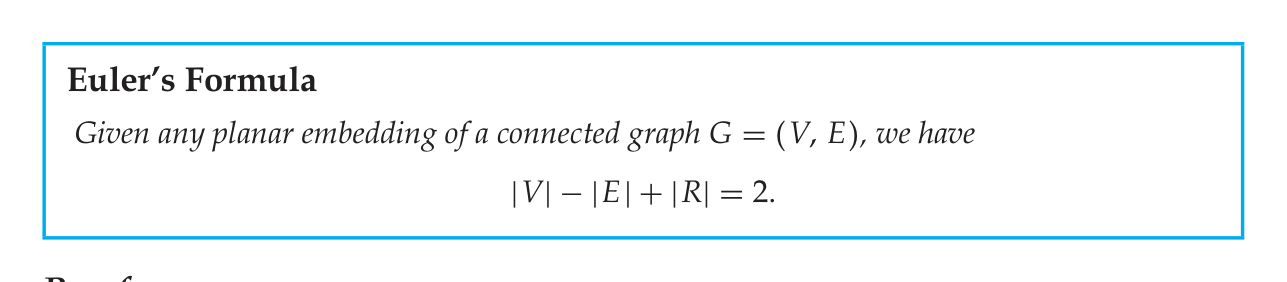 Euler's Formula
Given any planar embedding of a connected graph G = (V, E), we have
|V| − |E| + |R| = 2.